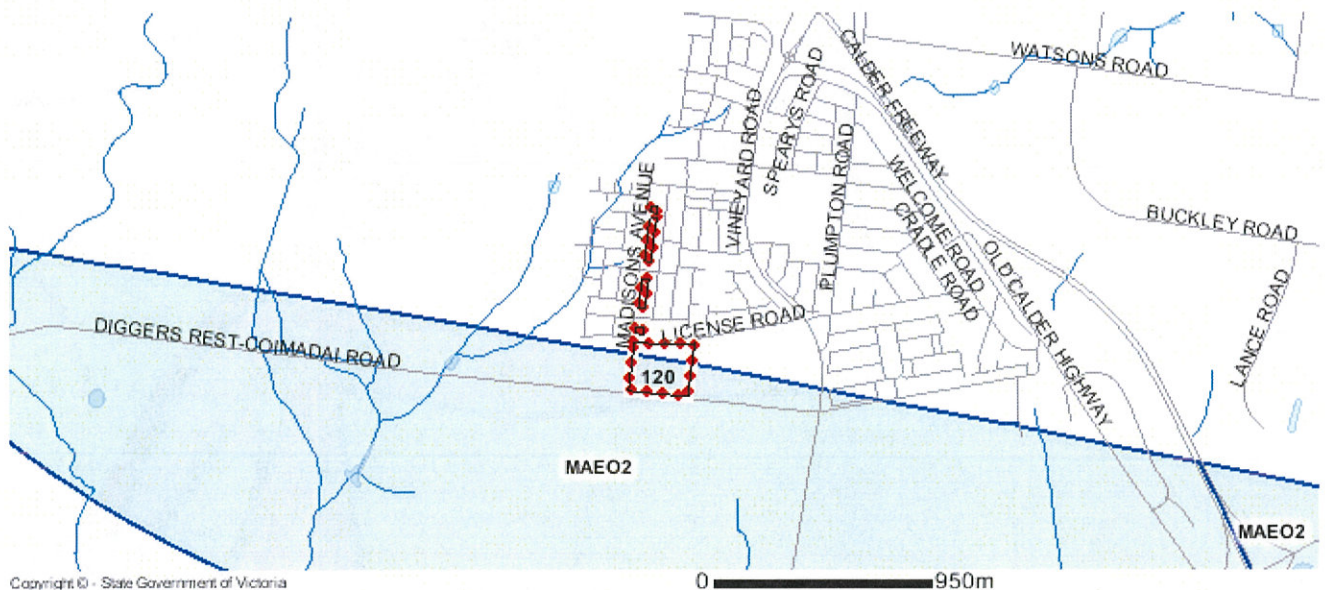 CALDER FREEWAY
WATSONS ROAD
SPEARYS ROAD
VINEYARD ROAD
PLUMPTON ROAD
WELCOME ROAD
CRADLE ROAD
MADISONS AVENUE
BUCKLEY ROAD
OLD CALDER HIGHWAY
LANCE ROAD
LICENSE ROAD
DIGGERS REST-COIMADAI ROAD
120
MAEO2
MAEO2
Copyright © - State Government of Victoria
0 950m